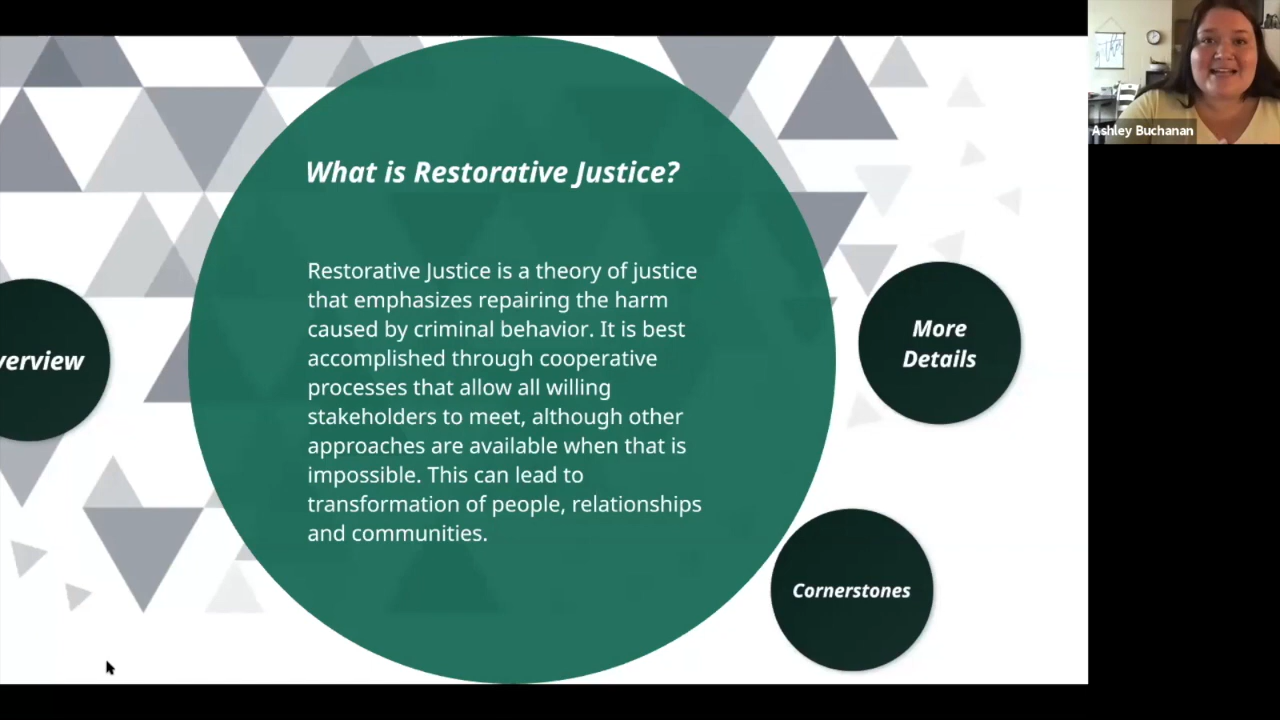 Ashley Buchanan
What is Restorative Justice?
Restorative Justice is a theory of justice
that emphasizes repairing the harm
caused by criminal behavior. It is best
accomplished through cooperative
processes that allow all willing
stakeholders to meet, although other
approaches are available when that is
impossible. This can lead to
transformation of people, relationships
and communities.
verview
More
Details
Cornerstones